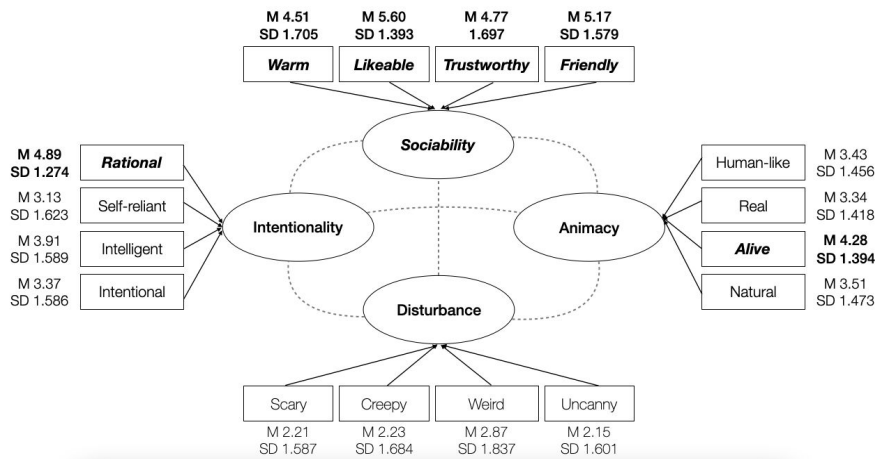 M 4.51
SD 1.705
M 5.60
SD 1.393
M 4.77
1.697
M 5.17
SD 1.579
Warm
Likeable
Trustworthy
Friendly
Sociability
M 4.89
SD 1.274
Rational
M 3.13
SD 1.623
Self-reliant
M 3.91
SD 1.589
Intelligent
M 3.37
SD 1.586
Intentional
Intentionality
Animacy
Human-like
M 3.43
SD 1.456
Real
M 3.34
SD 1.418
Alive
M 4.28
SD 1.394
Natural
M 3.51
SD 1.473
Disturbance
Scary
Creepy
Weird
Uncanny
M 2.21
SD 1.587
M 2.23
SD 1.684
M 2.87
SD 1.837
M 2.15
SD 1.601